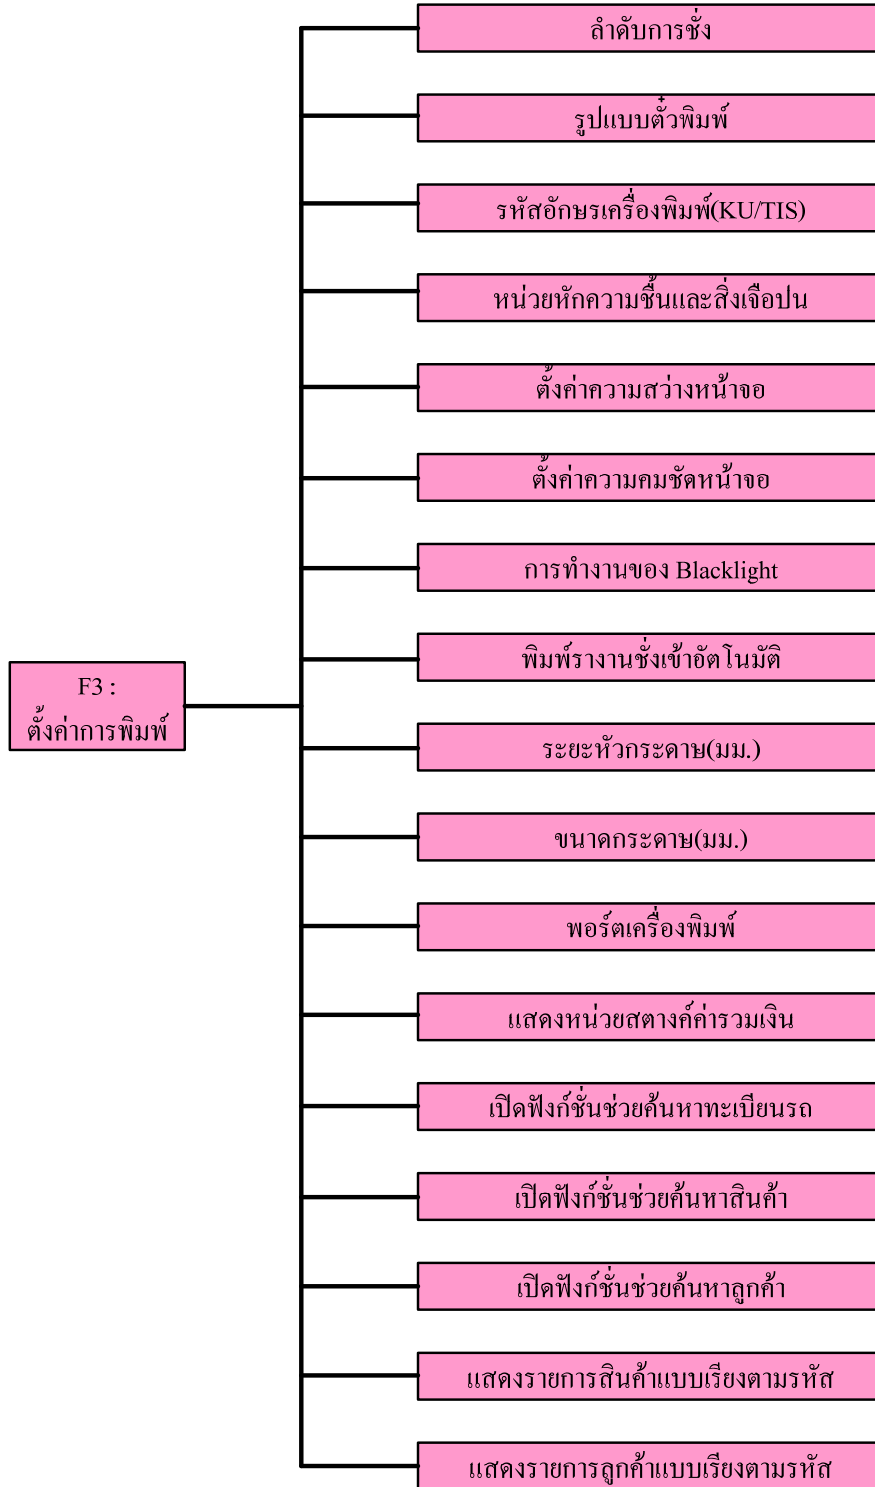 ลำดับการชั่ง
รูปแบบตั๋วพิมพ์
รหัสอักษรเครื่องพิมพ์(KU/TIS)
หน่วยหักความชื้นและสิ่งเจือปน
ตั้งค่าความสว่างหน้าจอ
ตั้งค่าความคมชัดหน้าจอ
การทำงานของ Blacklight
พิมพ์รางานชั่งเข้าอัตโนมัติ
F3 :
ตั้งค่าการพิมพ์
ระยะหัวกระดาษ(มม.)
ขนาดกระดาษ(มม.)
พอร์ตเครื่องพิมพ์
แสดงหน่วยสตางค์ค่ารวมเงิน
เปิดฟังก์ชั่นช่วยค้นหาทะเบียนรถ
เปิดฟังก์ชั่นช่วยค้นหาสินค้า
เปิดฟังก์ชั่นช่วยค้นหาลูกค้า
แสดงรายการสินค้าแบบเรียงตามรหัส
แสดงรายการลูกค้าแบบเรียงตามรหัส